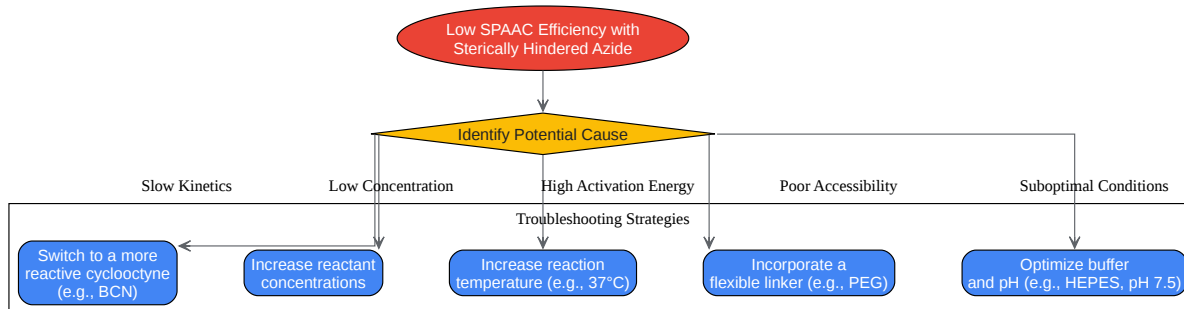 Low SPAAC Efficiency with
Sterically Hindered Azide
Identify Potential Cause
Slow Kinetics
Low Concentration
High Activation Energy
Poor Accessibility
Suboptimal Conditions
Troubleshooting Strategies
Switch to a more
reactive cyclooctyne
(e.g., BCN)
Increase reactant
concentrations
Increase reaction
temperature (e.g., 37°C)
Incorporate a
flexible linker (e.g., PEG)
Optimize buffer
and pH (e.g., HEPES, pH 7.5)